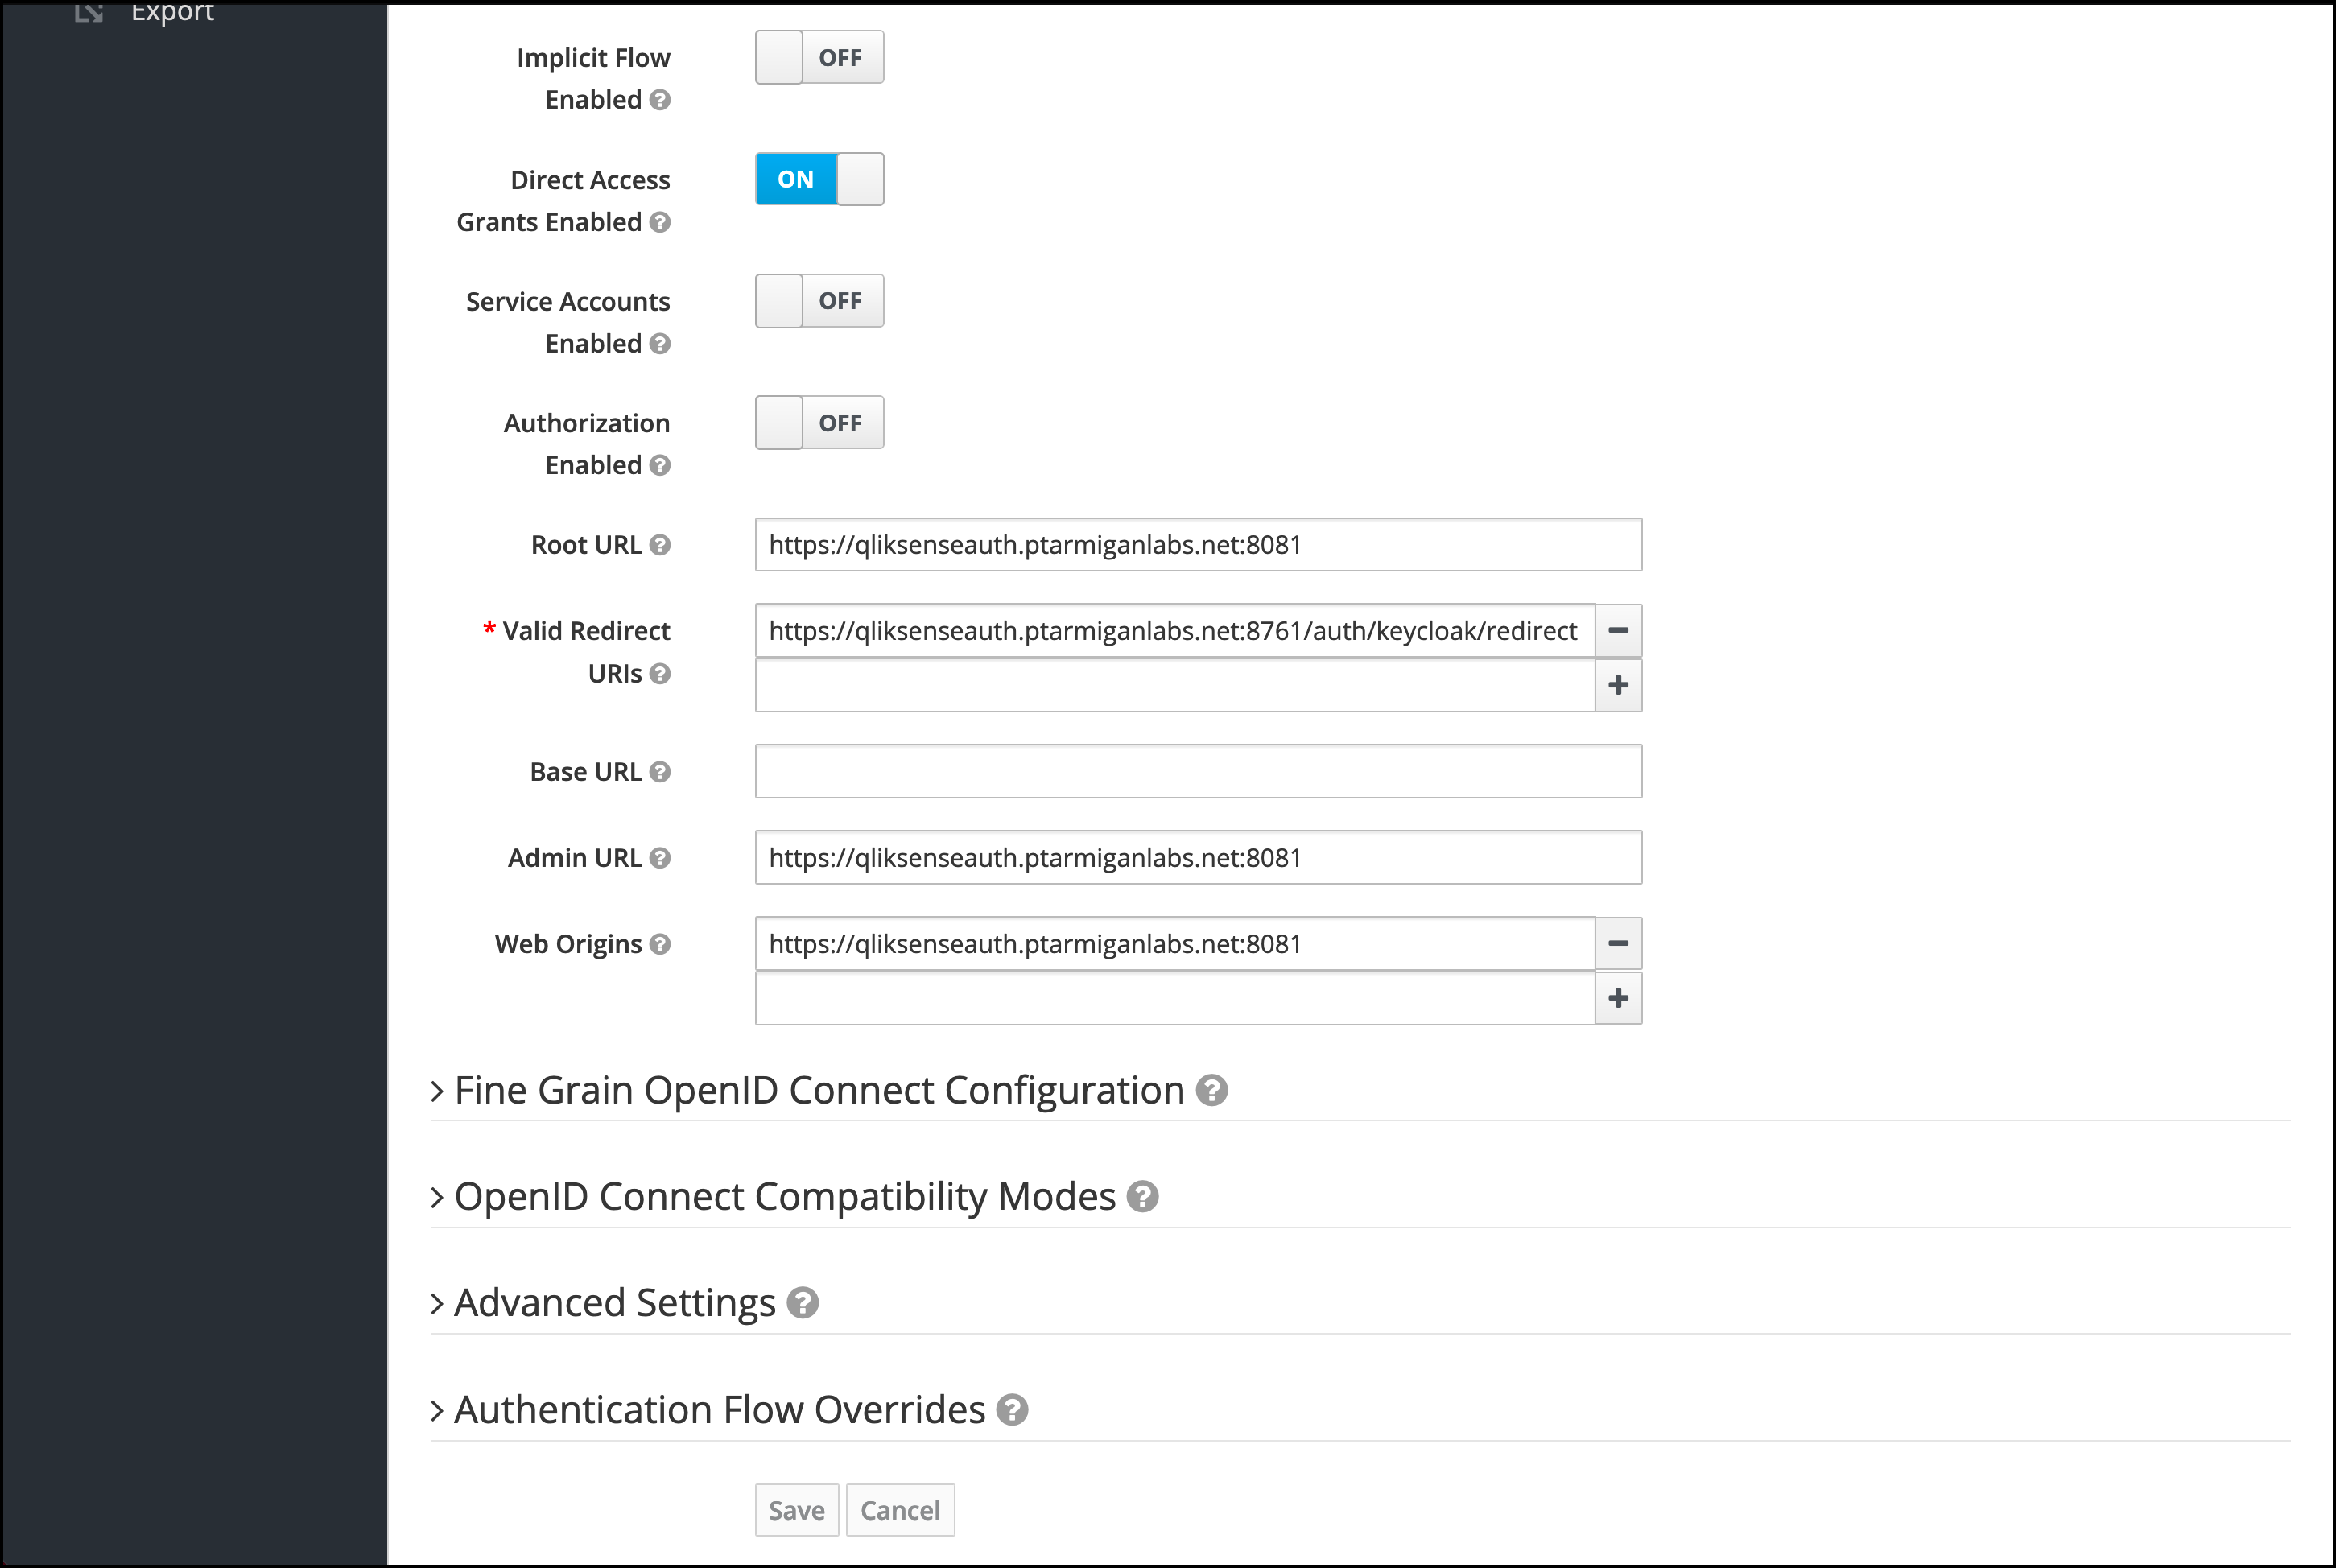 Export
Implicit Flow
Enabled
OFF
Direct Access
Grants Enabled
ON
Service Accounts
Enabled
OFF
Authorization
Enabled
OFF
Root URL
https://qliksenseauth.ptarmiganlabs.net:8081
* Valid Redirect
URIs
https://qliksenseauth.ptarmiganlabs.net:8761/auth/keycloak/redirect
Base URL
Admin URL
https://qliksenseauth.ptarmiganlabs.net:8081
Web Origins
https://qliksenseauth.ptarmiganlabs.net:8081
Fine Grain OpenID Connect Configuration
OpenID Connect Compatibility Modes
Advanced Settings
Authentication Flow Overrides
Save Cancel